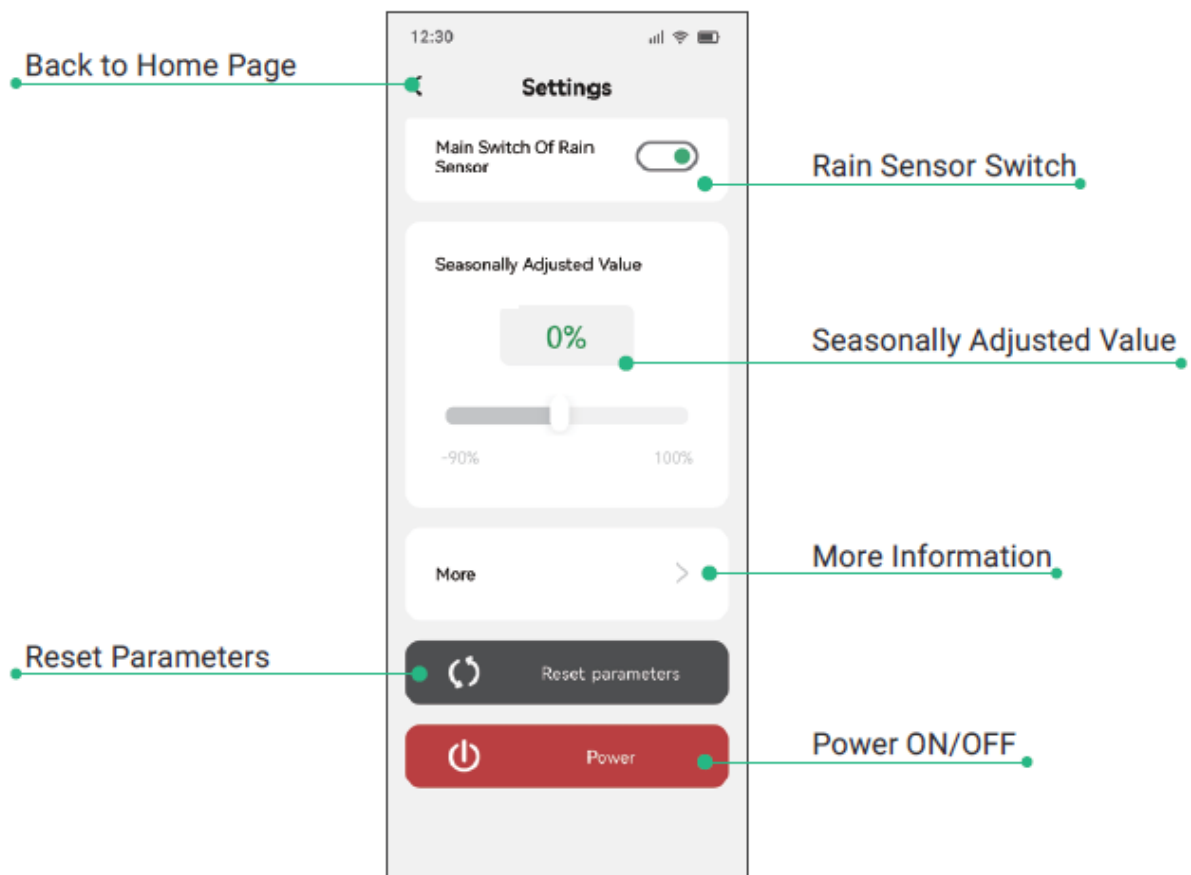 12:30
Back to Home Page
Settings
Main Switch Of Rain
Sensor
Rain Sensor Switch
Seasonally Adjusted Value
0%
Seasonally Adjusted Value
-90%
100%
More
More Information
Reset Parameters
Reset parameters
Power
Power ON/OFF